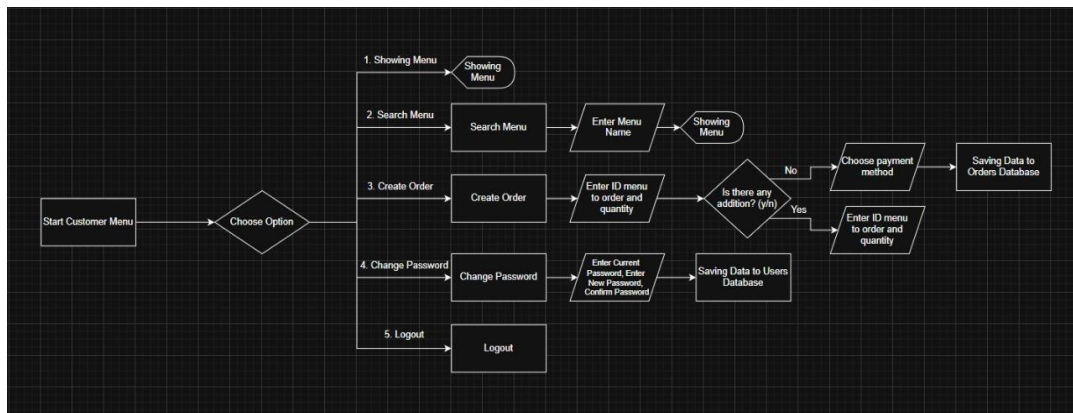 1. Showing Menu
Showing
Menu
2. Search Menu
Search Menu
Enter Menu
Name
Showing
Menu
3. Create Order
Create Order
Enter ID menu
to order and
quantity
Is there any
addition? (y/n)
No
Choose payment
method
Saving Data to
Orders Database
Yes
Enter ID menu
to order and
quantity
Start Customer Menu
Choose Option
4. Change Password
Change Password
Enter Current
Password, Enter
New Password,
Confirm Password
Saving Data to Users
Database
5. Logout
Logout